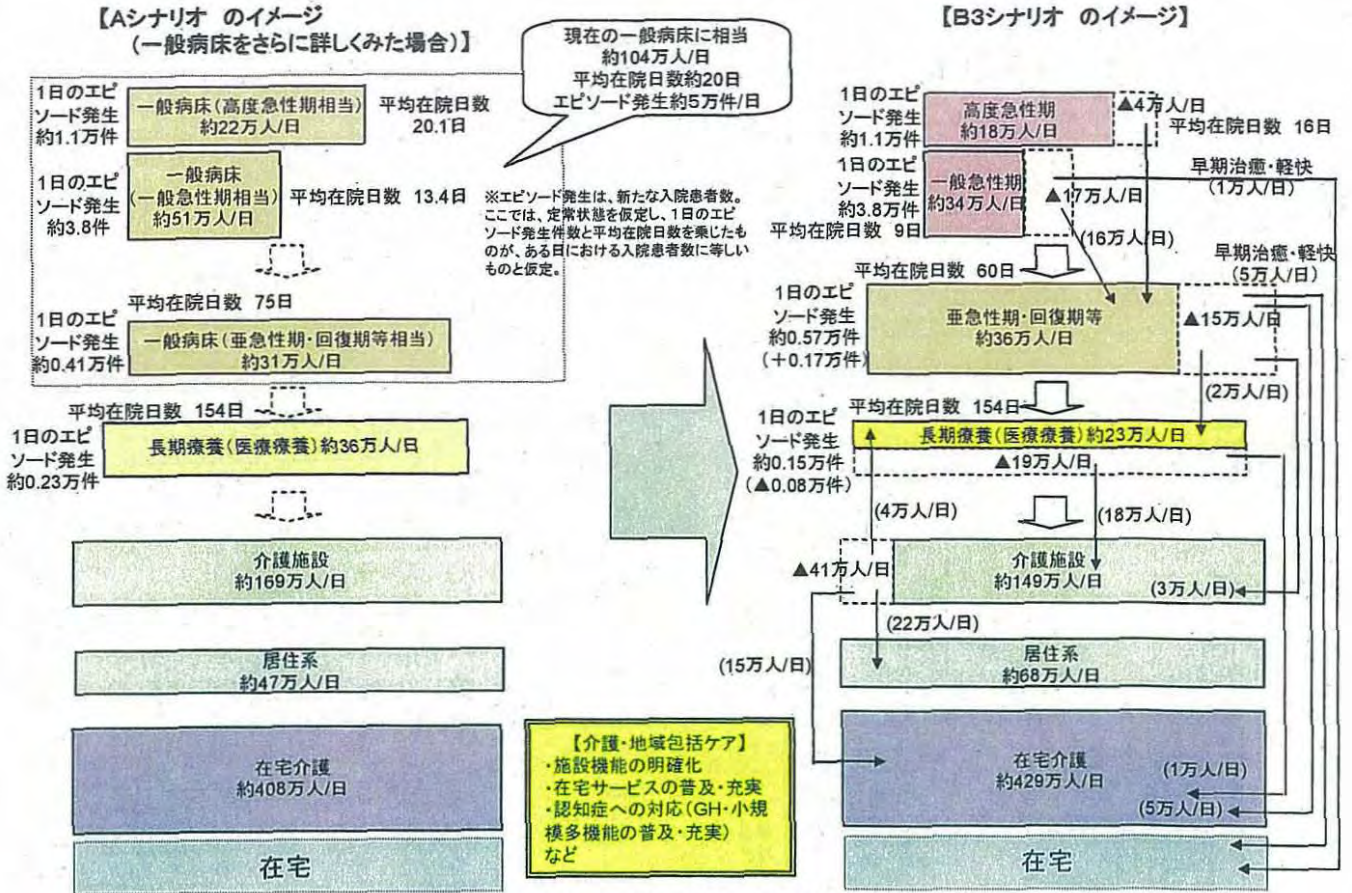 【Aシナリオ のイメージ
(一般病床をさらに詳しくみた場合)】
現在の一般病床に相当
約104万人/日
平均在院日数約20日
エピソード発生約5万件/日
1日のエピ
ソード発生
約1.1万件
一般病床(高度急性期相当)
約22万人/日
平均在院日数
20.1日
1日のエピ
ソード発生
約3.8件
一般病床
(一般急性期相当)
約51万人/日
平均在院日数 13.4日
※エピソード発生は、新たな入院患者数。
ここでは、定常状態を仮定し、1日のエピ
ソード発生件数と平均在院日数を乗じたも
のが、ある日における入院患者数に等しい
ものと仮定。
平均在院日数 75日
1日のエピ
ソード発生
約0.41万件
一般病床(亜急性期・回復期等相当)
約31万人/日
平均在院日数 154日
1日のエピ
ソード発生
約0.23万件
長期療養(医療療養)約36万人/日
介護施設
約169万人/日
居住系
約47万人/日
在宅介護
約408万人/日
在宅
【介護・地域包括ケア】
・施設機能の明確化
・在宅サービスの普及・充実
・認知症への対応(GH・小規
模多機能の普及・充実)
など
【B3シナリオ のイメージ】
1日のエピ
ソード発生
約1.1万件
高度急性期
約18万人/日
▲4万人/日
平均在院日数 16日
1日のエピ
ソード発生
約3.8万件
一般急性期
約34万人/日
▲17万人/日
平均在院日数 9日
早期治癒・軽快
(1万人/日)
(16万人/日)
早期治癒・軽快
(5万人/日)
平均在院日数 60日
1日のエピ
ソード発生
約0.57万件
(+0.17万件)
亜急性期・回復期等
約36万人/日
▲15万人/日
(2万人/日)
平均在院日数 154日
1日のエピ
ソード発生
約0.15万件
(▲0.08万件)
長期療養(医療療養)約23万人/日
▲19万人/日
(4万人/日)
(18万人/日)
▲41万人/日
介護施設
約149万人/日
(3万人/日)
(22万人/日)
(15万人/日)
居住系
約68万人/日
在宅介護
約429万人/日
(1万人/日)
(5万人/日)
在宅